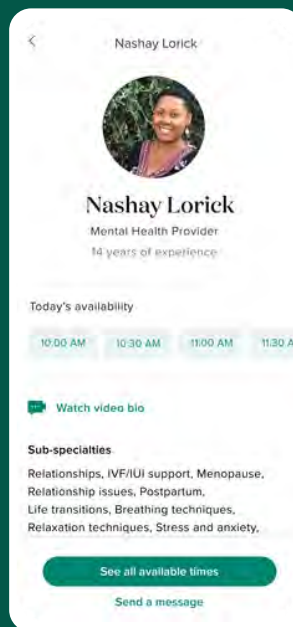 Nashay Lorick
Nashay Lorick
Mental Health Provider
14 years of experience
Today's availability
10:00 AM 10:30 AM 11:00 AM 11:30 A
Watch video bio
Sub-specialties
Relationships, IVF/IUI support, Menopause,
Relationship issues, Postpartum,
Life transitions, Breathing techniques,
Relaxation techniques, Stress and anxiety,
See all available times
Send a message